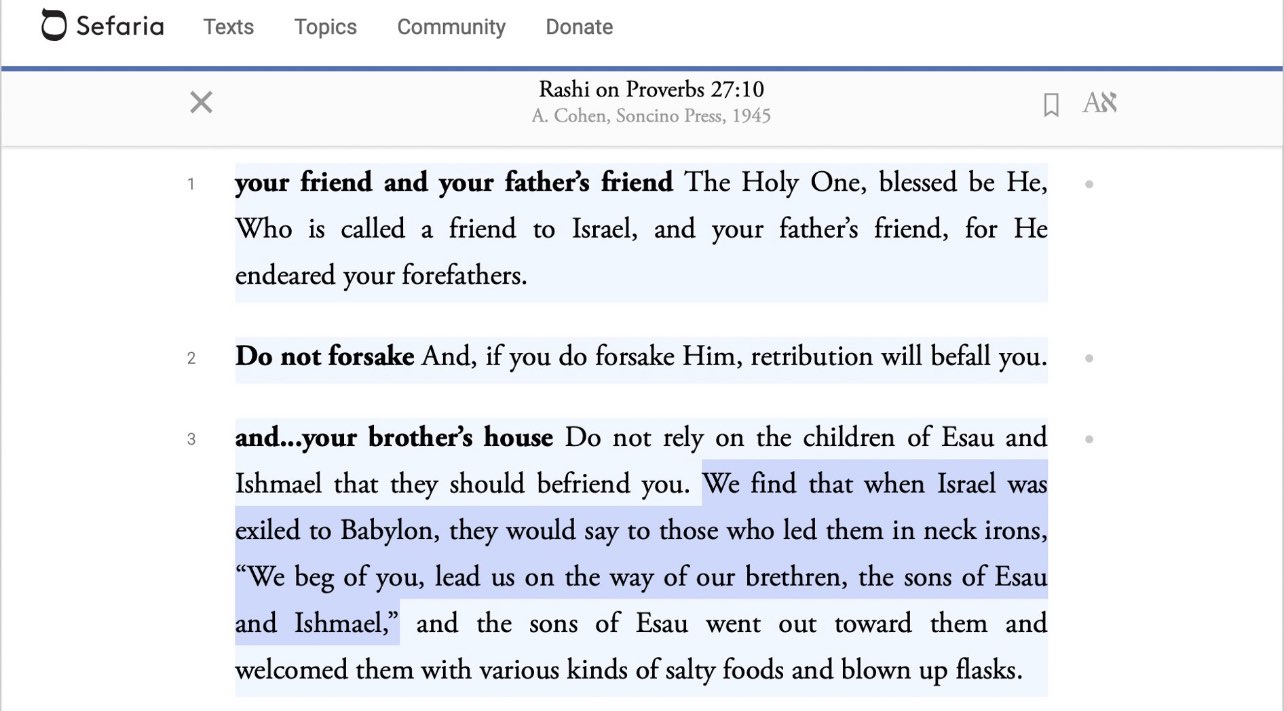 Sefaria Texts Topics Community Donate
Rashi on Proverbs 27:10
A. Cohen, Soncino Press, 1945
Aא
1 your friend and your father’s friend The Holy One, blessed be He,
Who is called a friend to Israel, and your father’s friend, for He
endeared your forefathers.
2 Do not forsake And, if you do forsake Him, retribution will befall you.
3 and...your brother’s house Do not rely on the children of Esau and
Ishmael that they should befriend you. We find that when Israel was
exiled to Babylon, they would say to those who led them in neck irons,
“We beg of you, lead us on the way of our brethren, the sons of Esau
and Ishmael,” and the sons of Esau went out toward them and
welcomed them with various kinds of salty foods and blown up flasks.